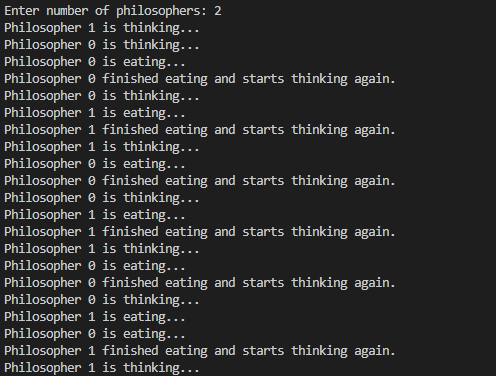 Enter number of philosophers: 2
Philosopher 1 is thinking...
Philosopher 0 is thinking...
Philosopher 0 is eating...
Philosopher 0 finished eating and starts thinking again.
Philosopher 0 is thinking...
Philosopher 1 is eating...
Philosopher 1 finished eating and starts thinking again.
Philosopher 1 is thinking...
Philosopher 0 is eating...
Philosopher 0 finished eating and starts thinking again.
Philosopher 0 is thinking...
Philosopher 1 is eating...
Philosopher 1 finished eating and starts thinking again.
Philosopher 1 is thinking...
Philosopher 0 is eating...
Philosopher 0 finished eating and starts thinking again.
Philosopher 0 is thinking...
Philosopher 1 is eating...
Philosopher 0 is eating...
Philosopher 1 finished eating and starts thinking again.
Philosopher 1 is thinking...